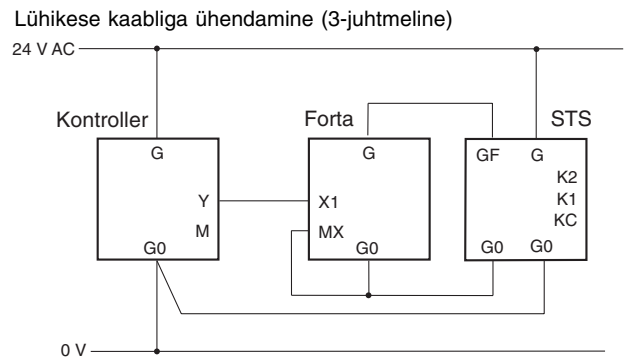 Lühikese kaabliga ühendamine (3-juhtmeline)
24 V AC
Kontroller Forta STS
G G GF G
K2
Y X1 K1
M MX KC
G0 G0 G0 G0
0 V